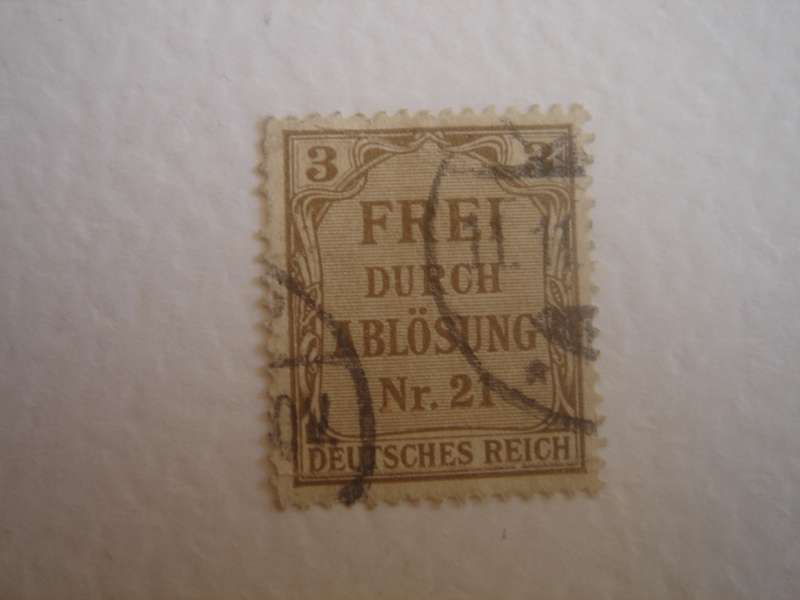 3 3
FREI
DURCH
ABLÖSUNG
Nr. 21
DEUTSCHES REICH